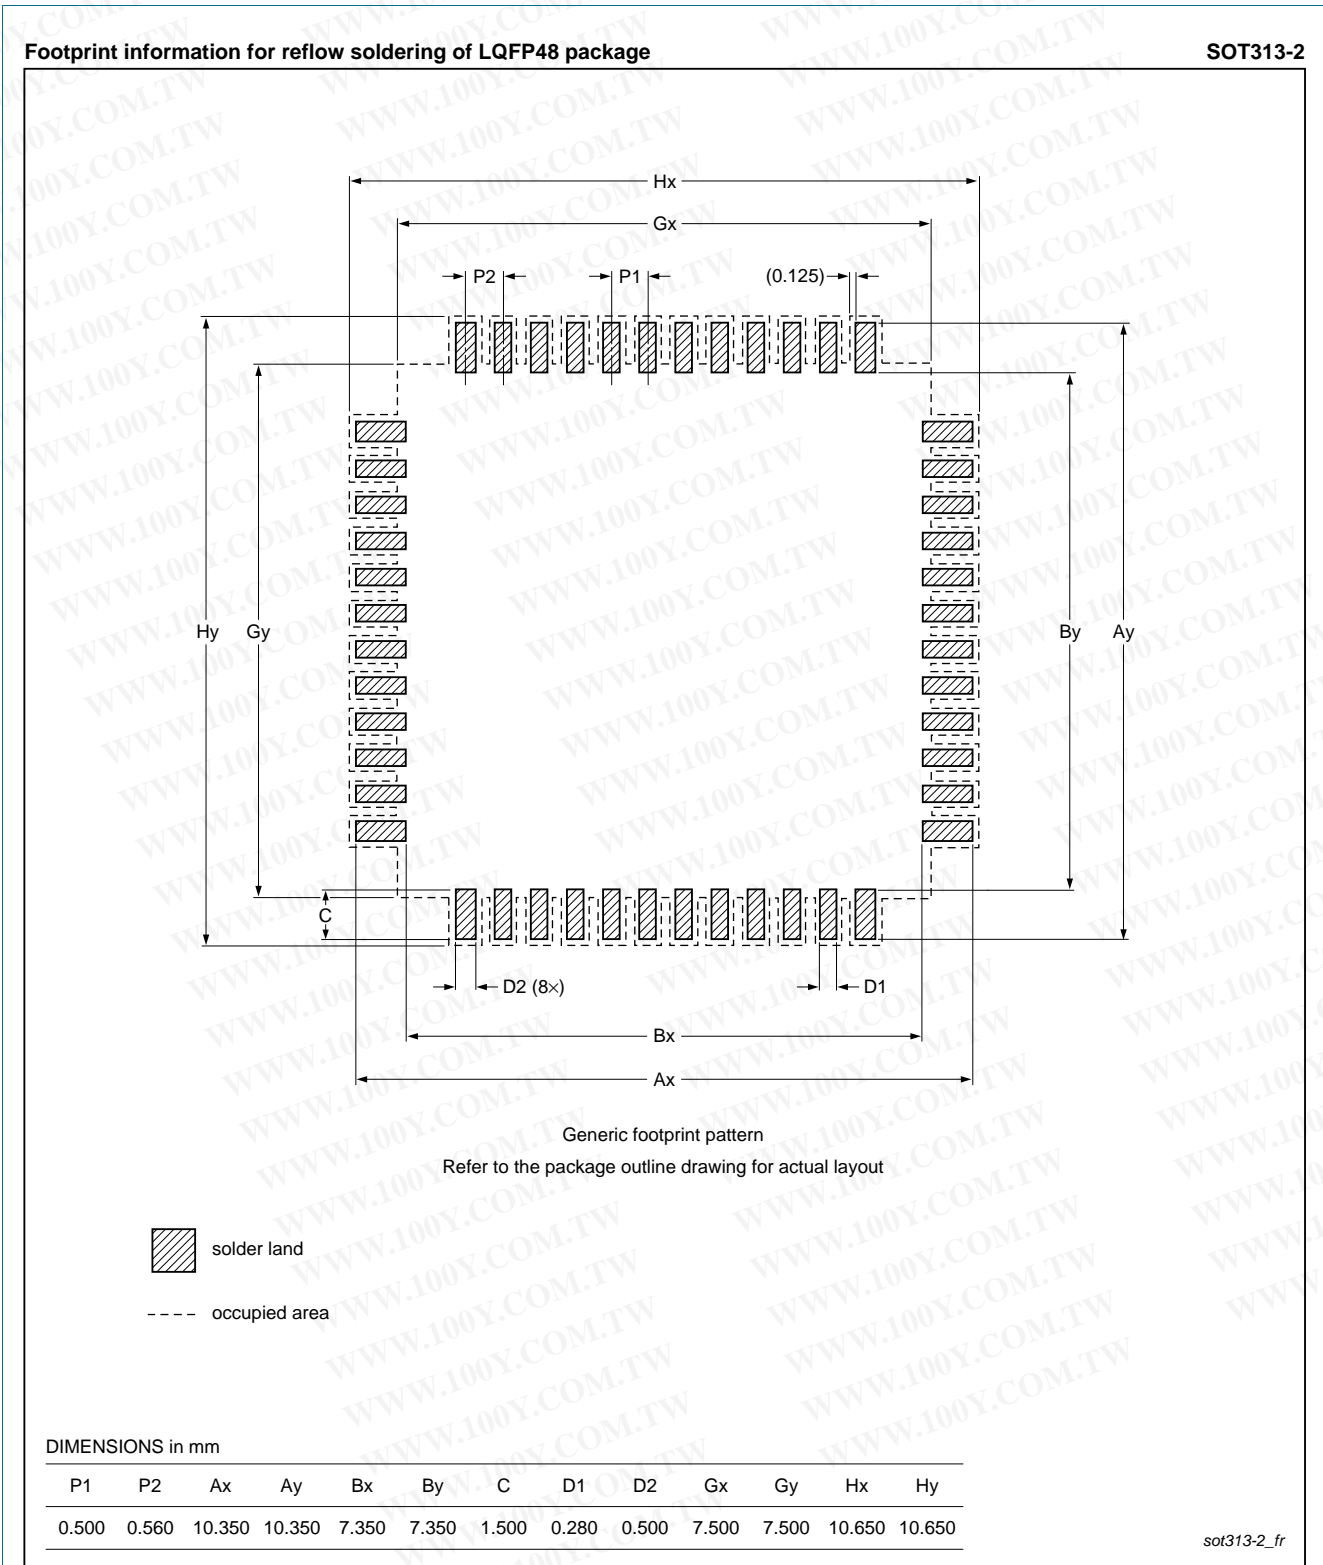 Footprint information for reflow soldering of LQFP48 package SOT313-2
Hx
Gx
P2 P1 (0.125)
Hy Gy By Ay
C
D2 (8×) D1
Bx
Ax
Generic footprint pattern
Refer to the package outline drawing for actual layout
solder land
occupied area
DIMENSIONS in mm
P1 P2 Ax Ay Bx By C D1 D2 Gx Gy Hx Hy
0.500 0.560 10.350 10.350 7.350 7.350 1.500 0.280 0.500 7.500 7.500 10.650 10.650
sot313-2_fr
WWW.100Y.COM.TW